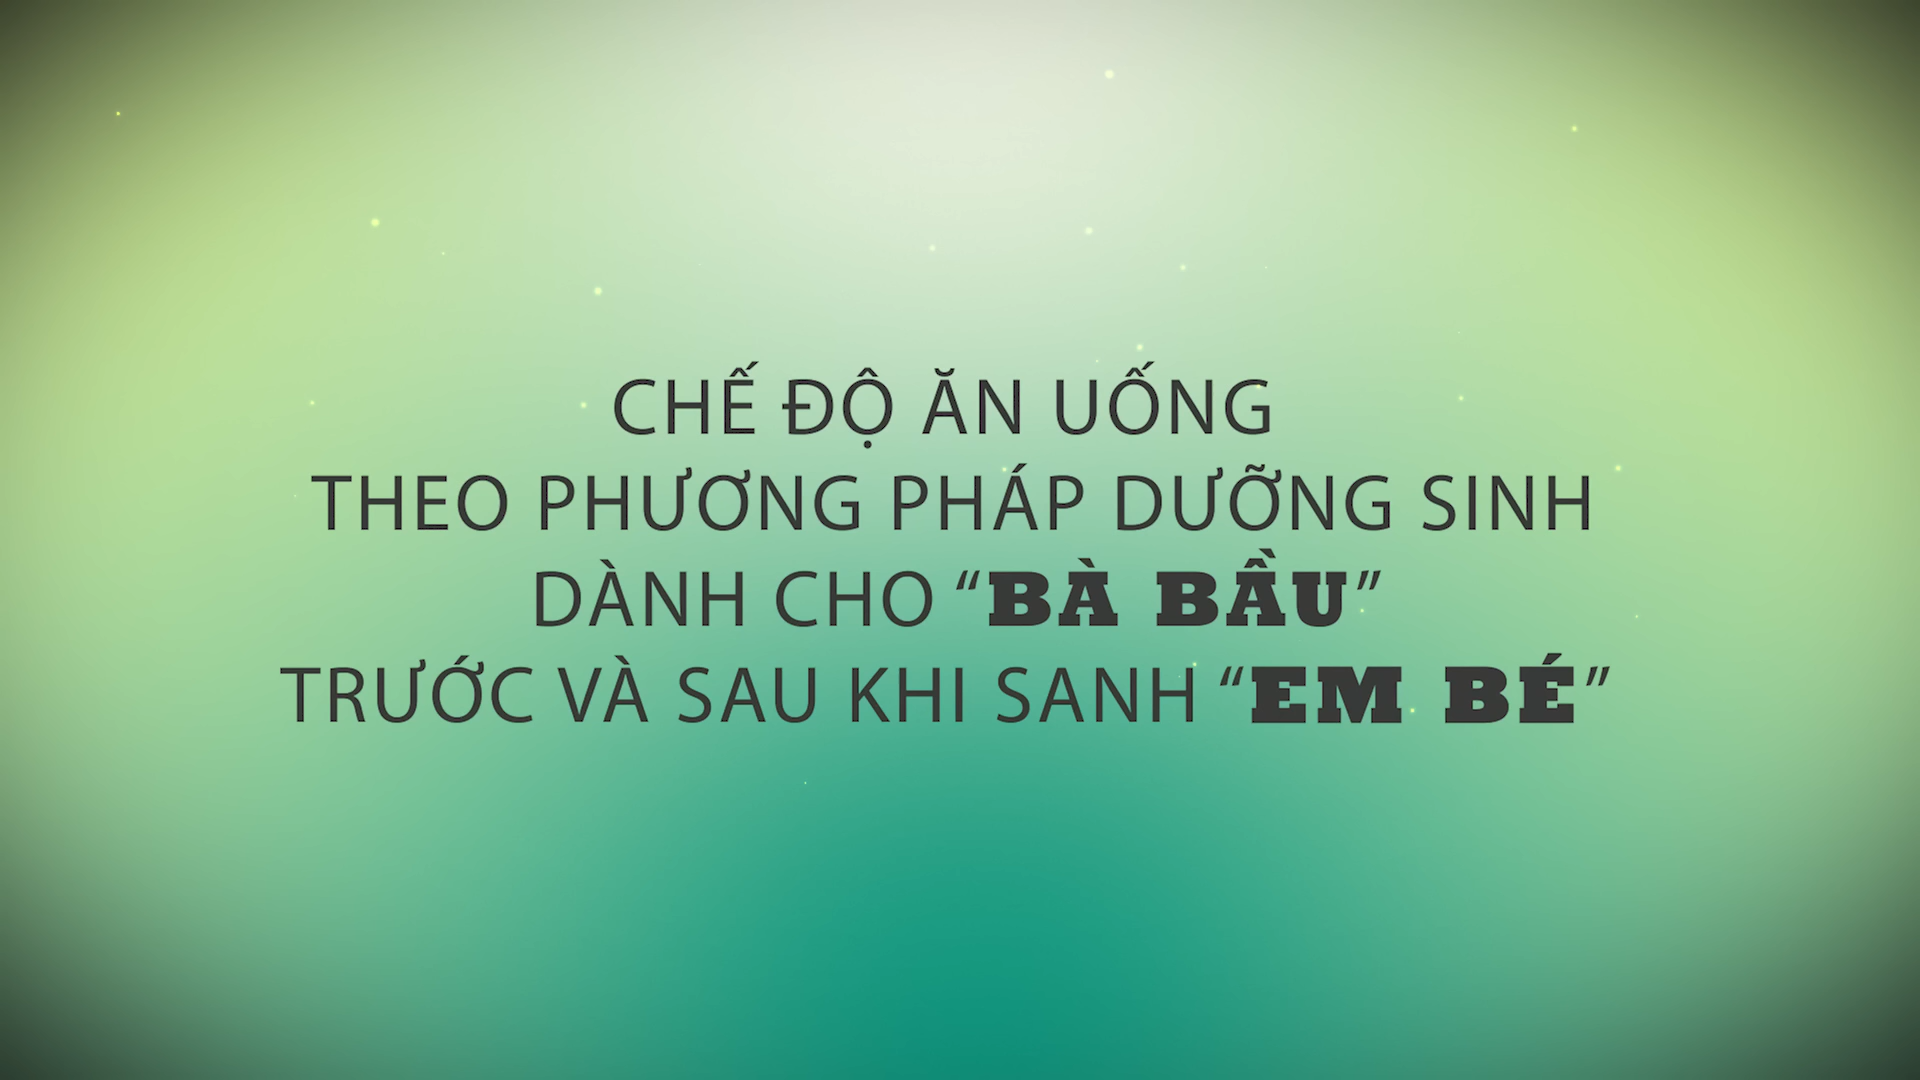 CHẾ ĐỘ ĂN UỐNG
THEO PHƯƠNG PHÁP DƯỠNG SINH
DÀNH CHO “BÀ BẦU”
TRƯỚC VÀ SAU KHI SANH “EM BÉ”